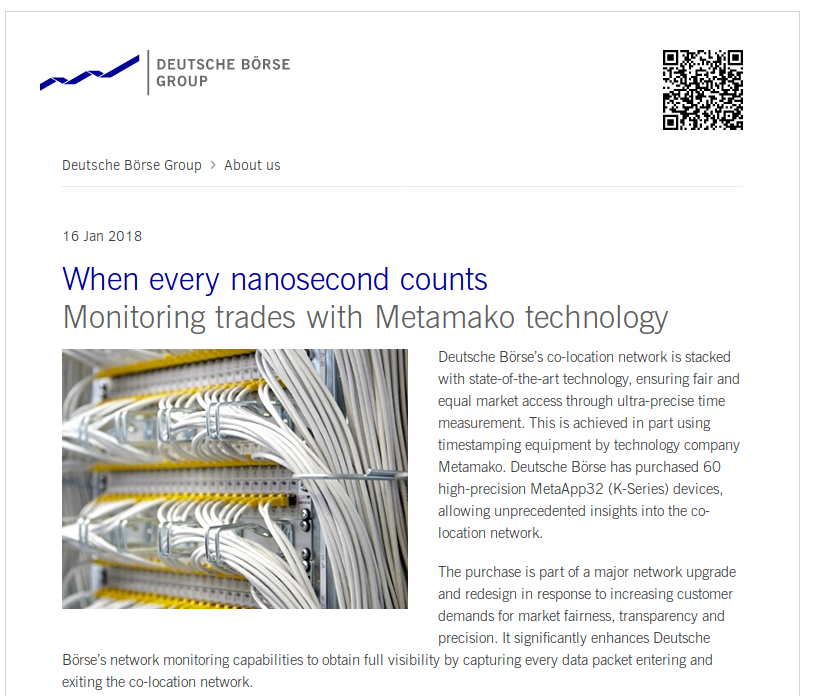 DEUTSCHE BÖRSE
GROUP
Deutsche Börse Group > About us
16 Jan 2018
When every nanosecond counts
Monitoring trades with Metamako technology
Deutsche Börse’s co-location network is stacked
with state-of-the-art technology, ensuring fair and
equal market access through ultra-precise time
measurement. This is achieved in part using
timestamping equipment by technology company
Metamako. Deutsche Börse has purchased 60
high-precision MetaApp32 (K-Series) devices,
allowing unprecedented insights into the co-
location network.
The purchase is part of a major network upgrade
and redesign in response to increasing customer
demands for market fairness, transparency and
precision. It significantly enhances Deutsche
Börse’s network monitoring capabilities to obtain full visibility by capturing every data packet entering and
exiting the co-location network.